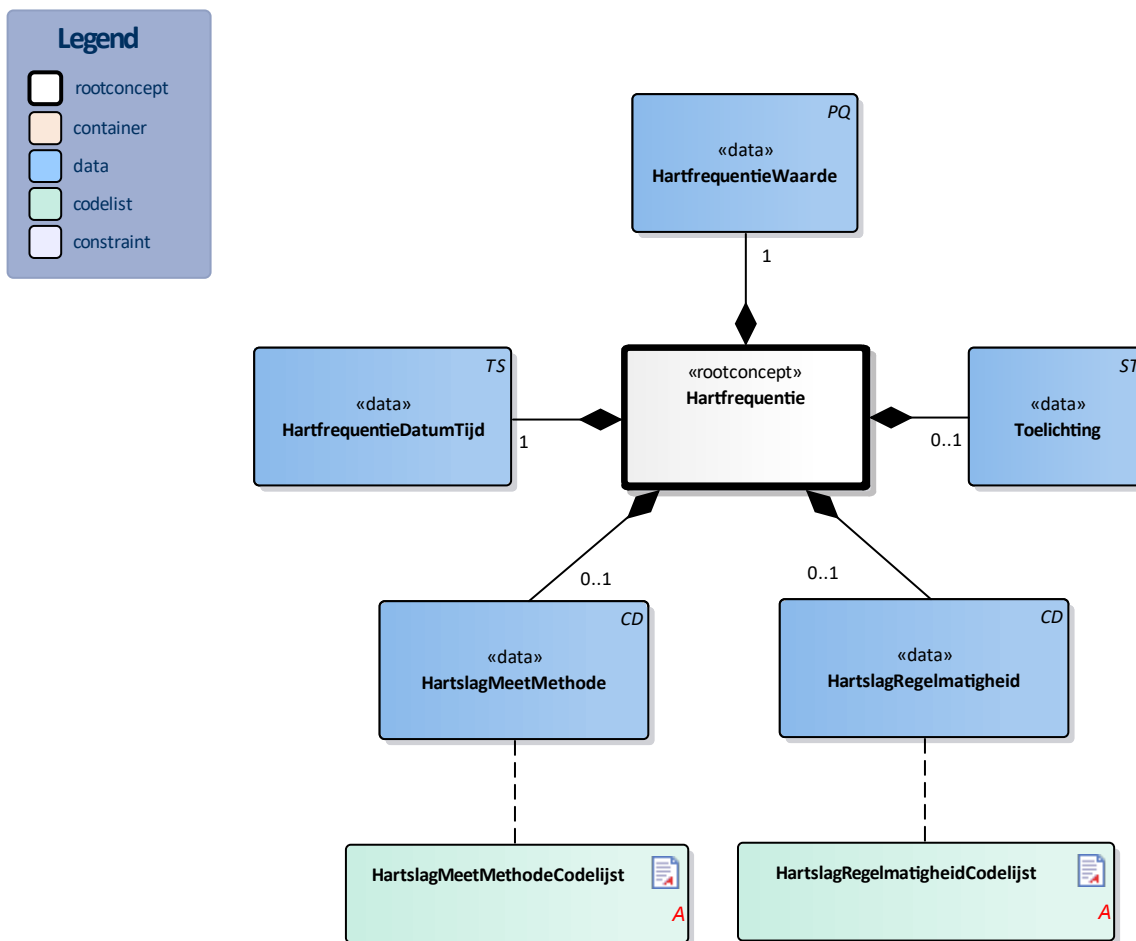 Legend
rootconcept
container
data
codelist
constraint
PQ
«data»
HartfrequentieWaarde
1
TS
«data»
HartfrequentieDatumTijd
1
«rootconcept»
Hartfrequentie
ST
«data»
Toelichting
0..1
0..1
0..1
CD
«data»
HartslagMeetMethode
CD
«data»
HartslagRegelmatigheid
HartslagMeetMethodeCodelijst
A
HartslagRegelmatigheidCodelijst
A